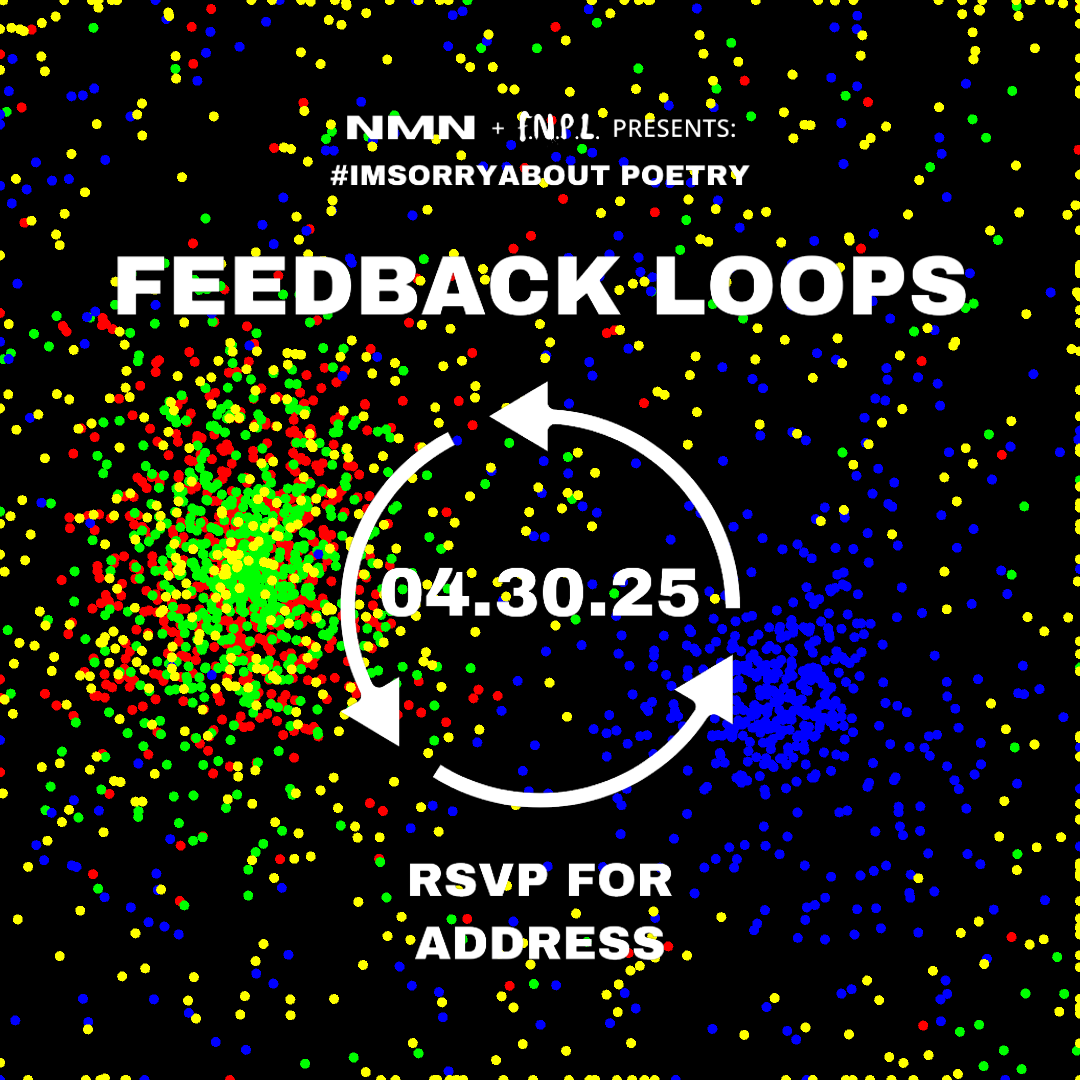 NMN + F.N.P.L. PRESENTS:
#IMSORRYABOUT POETRY
FEEDBACK LOOPS
04.30.25
RSVP FOR
ADDRESS